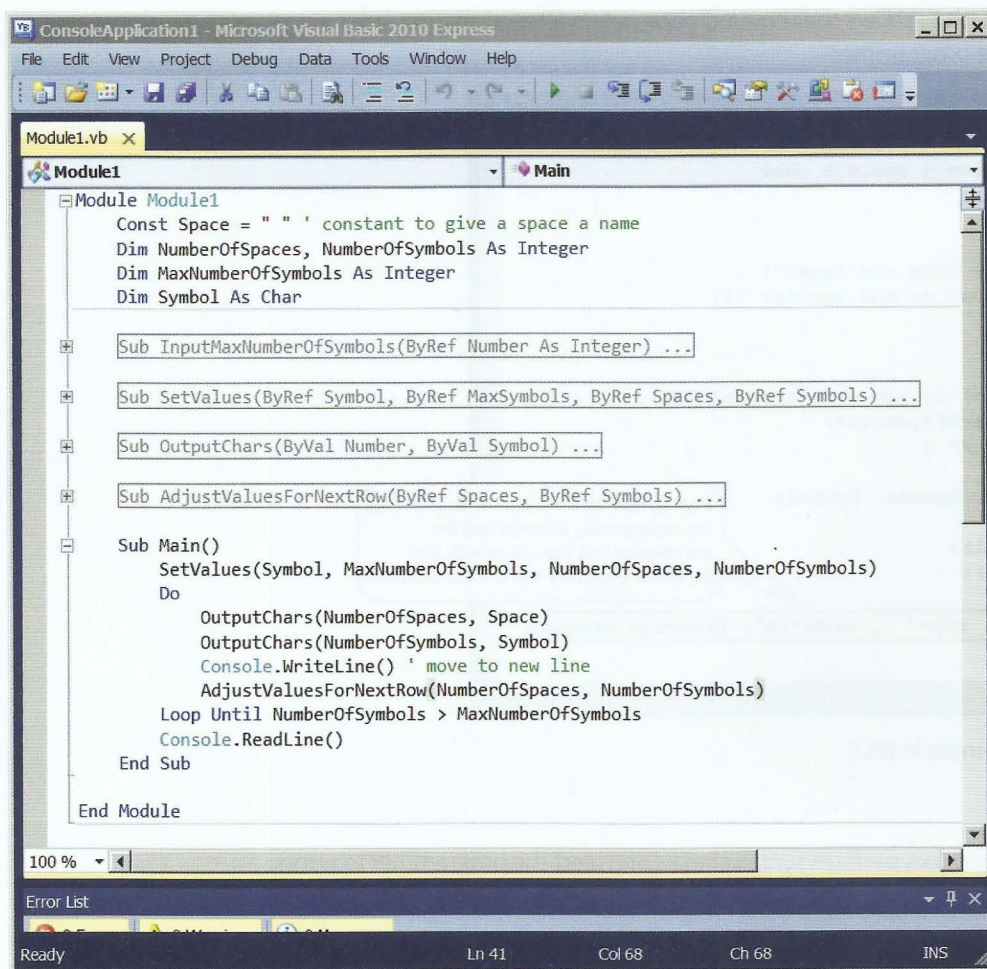 ConsoleApplication1 - Microsoft Visual Basic 2010 Express
File Edit View Project Debug Data Tools Window Help
Module1.vb
Module1 Main
Module Module1
Const Space = " " ' constant to give a space a name
Dim NumberOfSpaces, NumberOfSymbols As Integer
Dim MaxNumberOfSymbols As Integer
Dim Symbol As Char
Sub InputMaxNumberOfSymbols(ByRef Number As Integer) ...
Sub SetValues(ByRef Symbol, ByRef MaxSymbols, ByRef Spaces, ByRef Symbols) ...
Sub OutputChars(ByVal Number, ByVal Symbol) ...
Sub AdjustValuesForNextRow(ByRef Spaces, ByRef Symbols) ...
Sub Main()
SetValues(Symbol, MaxNumberOfSymbols, NumberOfSpaces, NumberOfSymbols)
Do
OutputChars(NumberOfSpaces, Space)
OutputChars(NumberOfSymbols, Symbol)
Console.WriteLine() ' move to new line
AdjustValuesForNextRow(NumberOfSpaces, NumberOfSymbols)
Loop Until NumberOfSymbols > MaxNumberOfSymbols
Console.ReadLine()
End Sub
End Module
100 %
Error List
Ready Ln 41 Col 68 Ch 68 INS